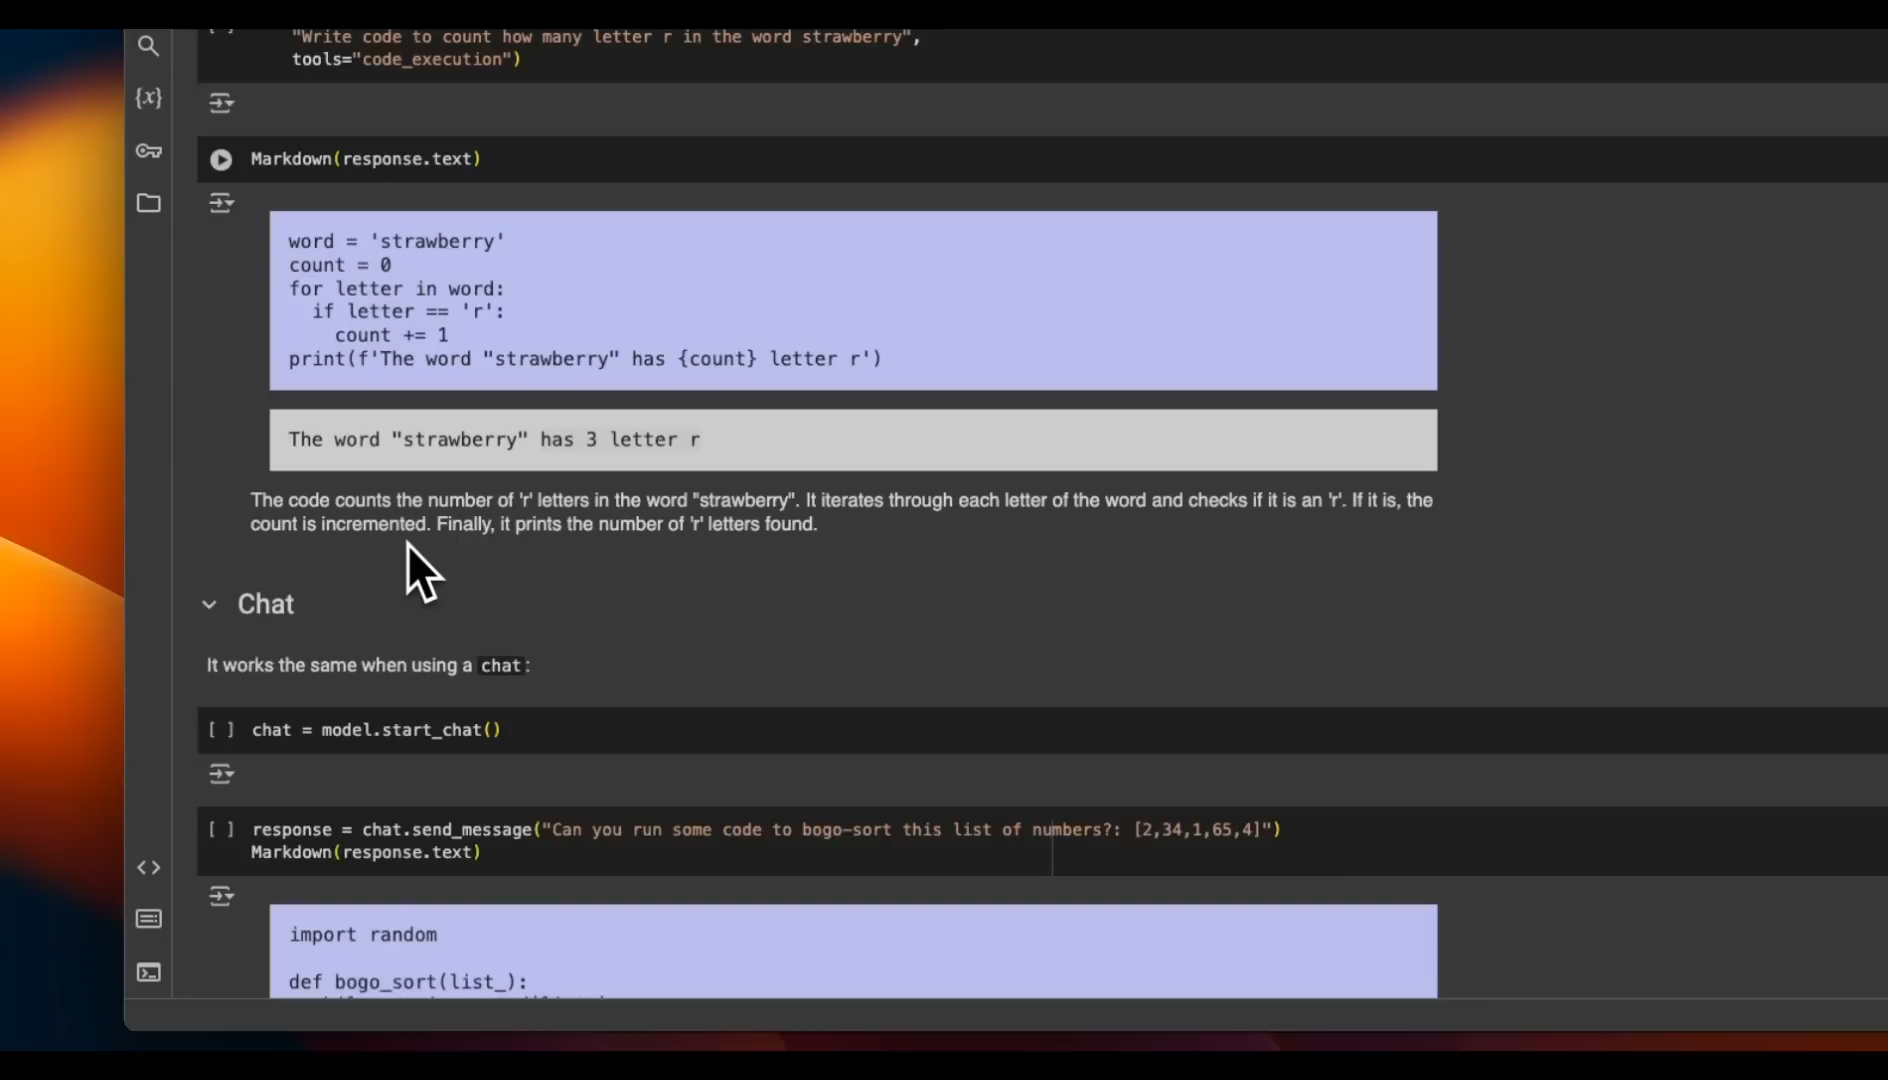 "Write code to count how many letter r in the word strawberry",
tools="code_execution")
{x}
Markdown(response.text)
word = 'strawberry'
count = 0
for letter in word:
  if letter == 'r':
    count += 1
print(f'The word "strawberry" has {count} letter r')
The word "strawberry" has 3 letter r
The code counts the number of 'r' letters in the word "strawberry". It iterates through each letter of the word and checks if it is an 'r'. If it is, the
count is incremented. Finally, it prints the number of 'r' letters found.
Chat
It works the same when using a chat:
[ ] chat = model.start_chat()
[ ] response = chat.send_message("Can you run some code to bogo-sort this list of numbers?: [2,34,1,65,4]")
Markdown(response.text)
import random
def bogo_sort(list_):